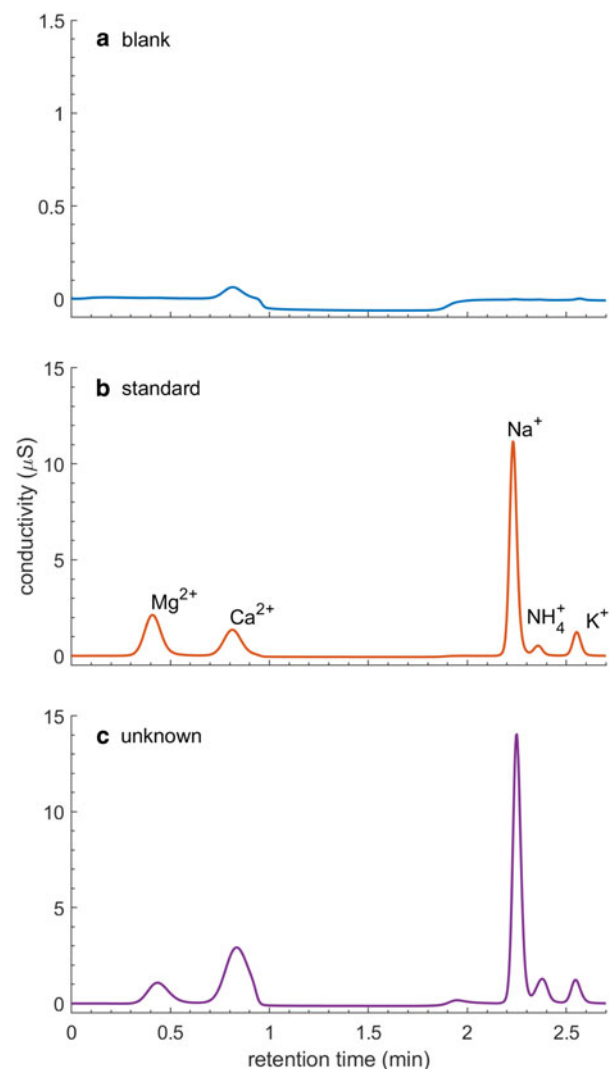 a blank
1.5
1
0.5
0
b standard
15
10
5
0
Mg²⁺
Ca²⁺
Na⁺
NH₄⁺
K⁺
conductivity (μS)
c unknown
15
10
5
0
0 0.5 1 1.5 2 2.5
retention time (min)